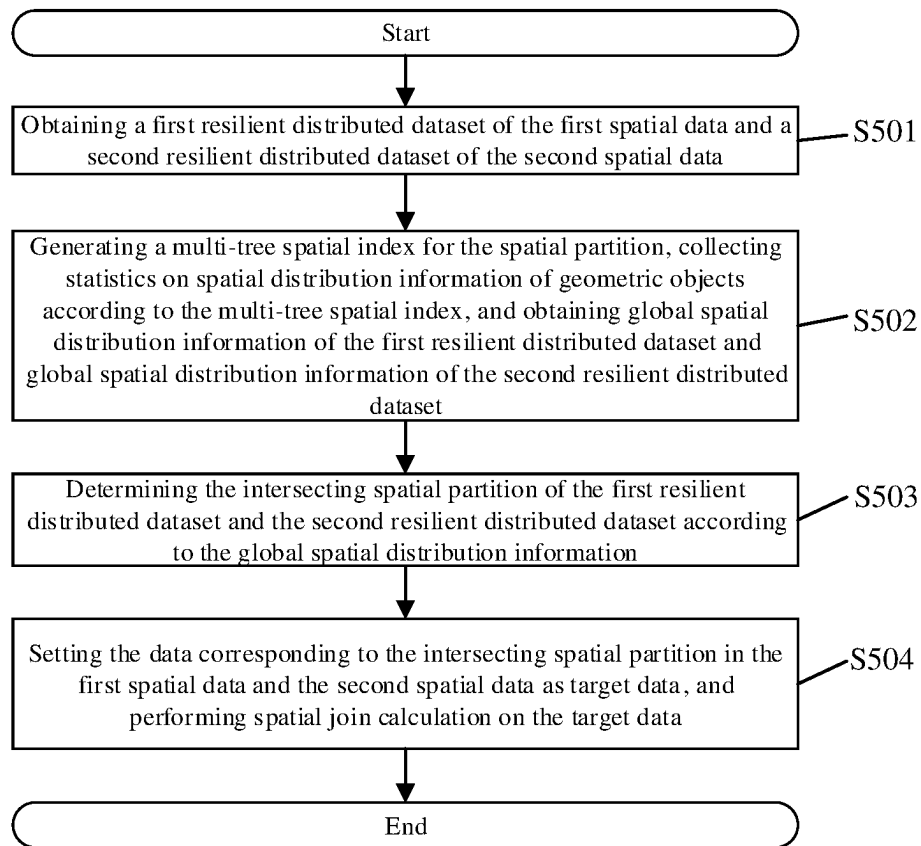 Start
Obtaining a first resilient distributed dataset of the first spatial data and a
second resilient distributed dataset of the second spatial data
S501
Generating a multi-tree spatial index for the spatial partition, collecting
statistics on spatial distribution information of geometric objects
according to the multi-tree spatial index, and obtaining global spatial
distribution information of the first resilient distributed dataset and
global spatial distribution information of the second resilient distributed
dataset
S502
Determining the intersecting spatial partition of the first resilient
distributed dataset and the second resilient distributed dataset according
to the global spatial distribution information
S503
Setting the data corresponding to the intersecting spatial partition in the
first spatial data and the second spatial data as target data, and
performing spatial join calculation on the target data
S504
End